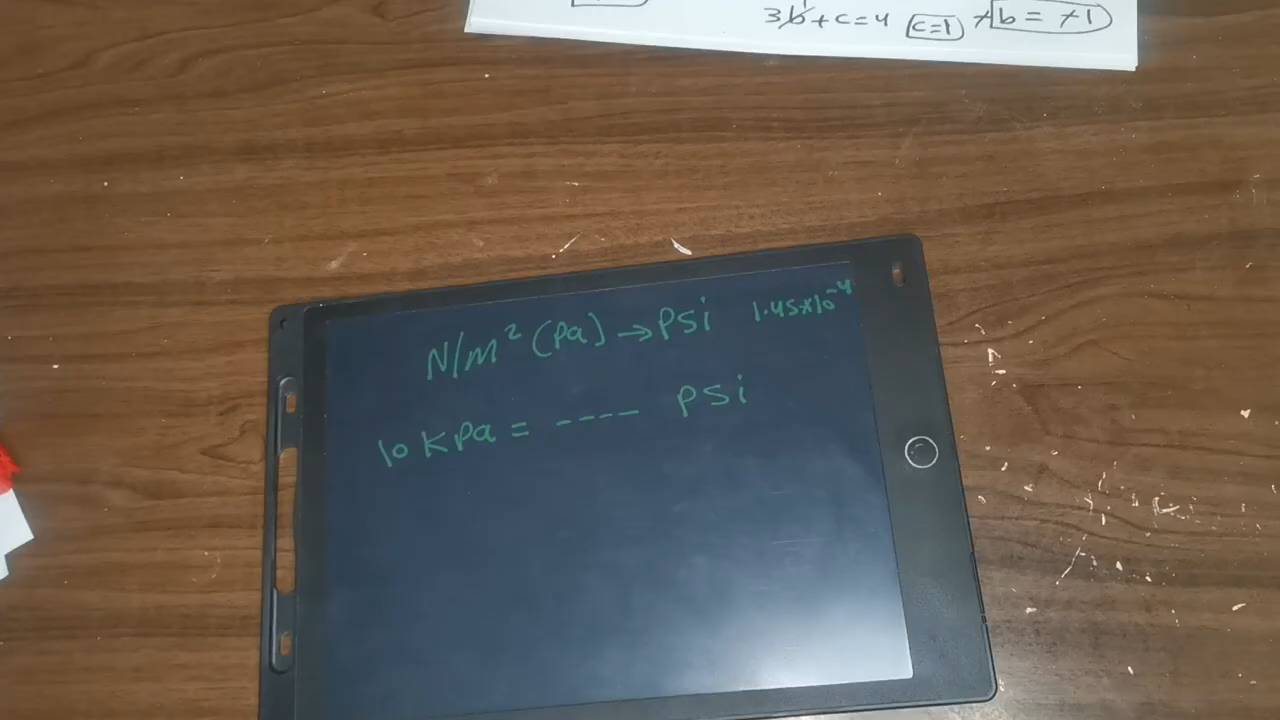 3b+c=4 c=1 b = -1
N/m² (Pa) → Psi 1.45×10⁻⁴
10 KPa = ---- PSi